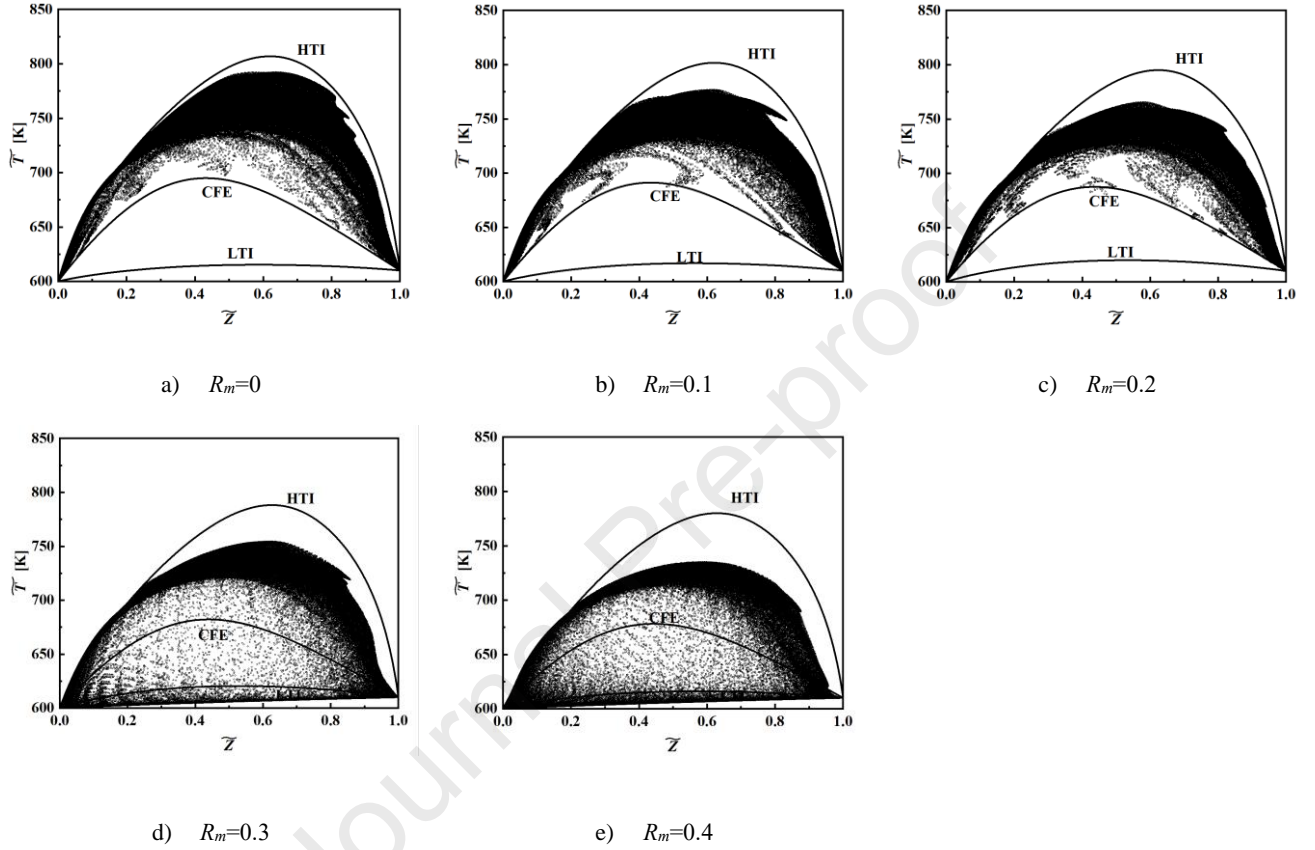 850
800
750
700
650
600
T̃ [K]
HTI
CFE
LTI
0.0 0.2 0.4 0.6 0.8 1.0
Z̃
a) Rm=0
850
800
750
700
650
600
T̃ [K]
HTI
CFE
LTI
0.0 0.2 0.4 0.6 0.8 1.0
Z̃
b) Rm=0.1
850
800
750
700
650
600
T̃ [K]
HTI
CFE
LTI
0.0 0.2 0.4 0.6 0.8 1.0
Z̃
c) Rm=0.2
850
800
750
700
650
600
T̃ [K]
HTI
CFE
0.0 0.2 0.4 0.6 0.8 1.0
Z̃
d) Rm=0.3
850
800
750
700
650
600
T̃ [K]
HTI
CFE
0.0 0.2 0.4 0.6 0.8 1.0
Z̃
e) Rm=0.4
Journal Pre-proof